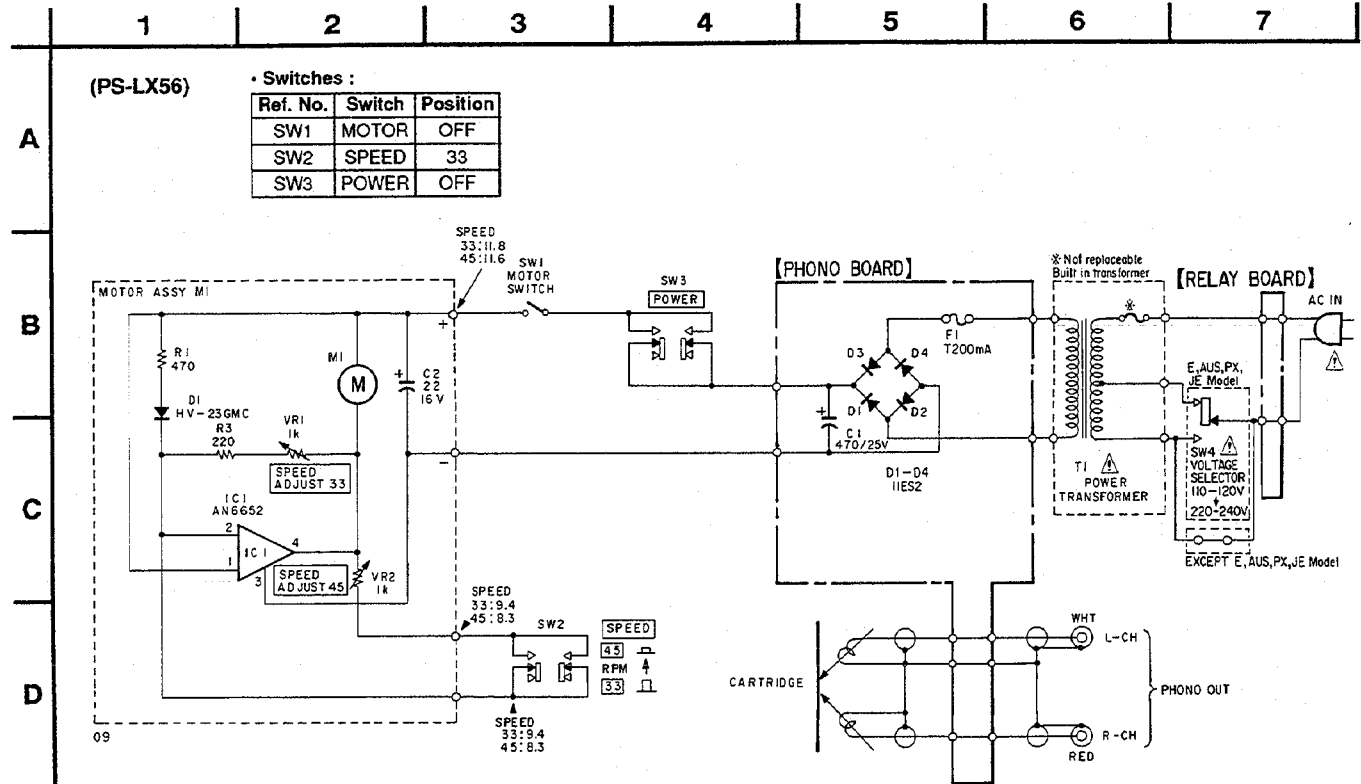 1 2 3 4 5 6 7
A
B
C
D
(PS-LX56)
• Switches :
Ref. No. Switch Position
SW1 MOTOR OFF
SW2 SPEED 33
SW3 POWER OFF
SPEED
33:11.8
45:11.6
SW1
MOTOR
SWITCH
SW3
POWER
[PHONO BOARD]
※ Not replaceable
Built in transformer
[RELAY BOARD]
AC IN
MOTOR ASSY M1
+
R1
470
M1
M
+
C2
22
16V
D1
HV-23GMC
R3
220
VR1
1k
SPEED
ADJUST 33
−
IC1
AN6652
2
1
3
4
IC1
SPEED
ADJUST 45
VR2
1k
F1
T200mA
D3
D4
D1
D2
+
C1
470/25V
D1-D4
11ES2
※
T1
POWER
TRANSFORMER
E,AUS,PX,
JE Model
SW4
VOLTAGE
SELECTOR
110-120V
220-240V
EXCEPT E,AUS,PX,JE Model
SPEED
33:9.4
45:8.3
SW2
SPEED
45
RPM
33
SPEED
33:9.4
45:8.3
CARTRIDGE
WHT
L-CH
PHONO OUT
R-CH
RED
09